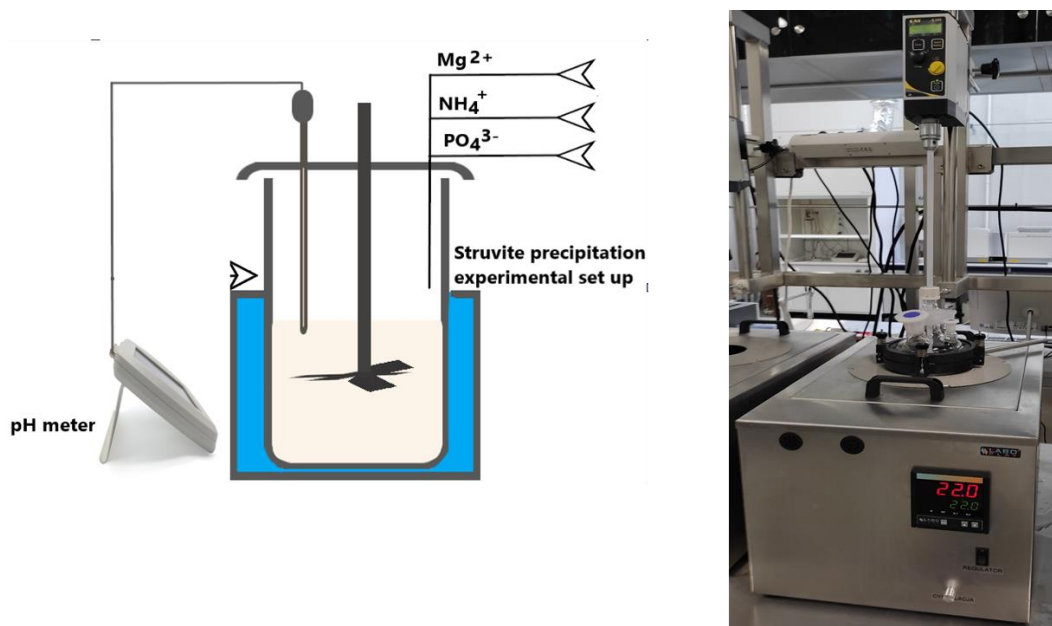 Mg2+
NH4+
PO43-
Struvite precipitation
experimental set up
pH meter
22.0
22.0
REGULATOR